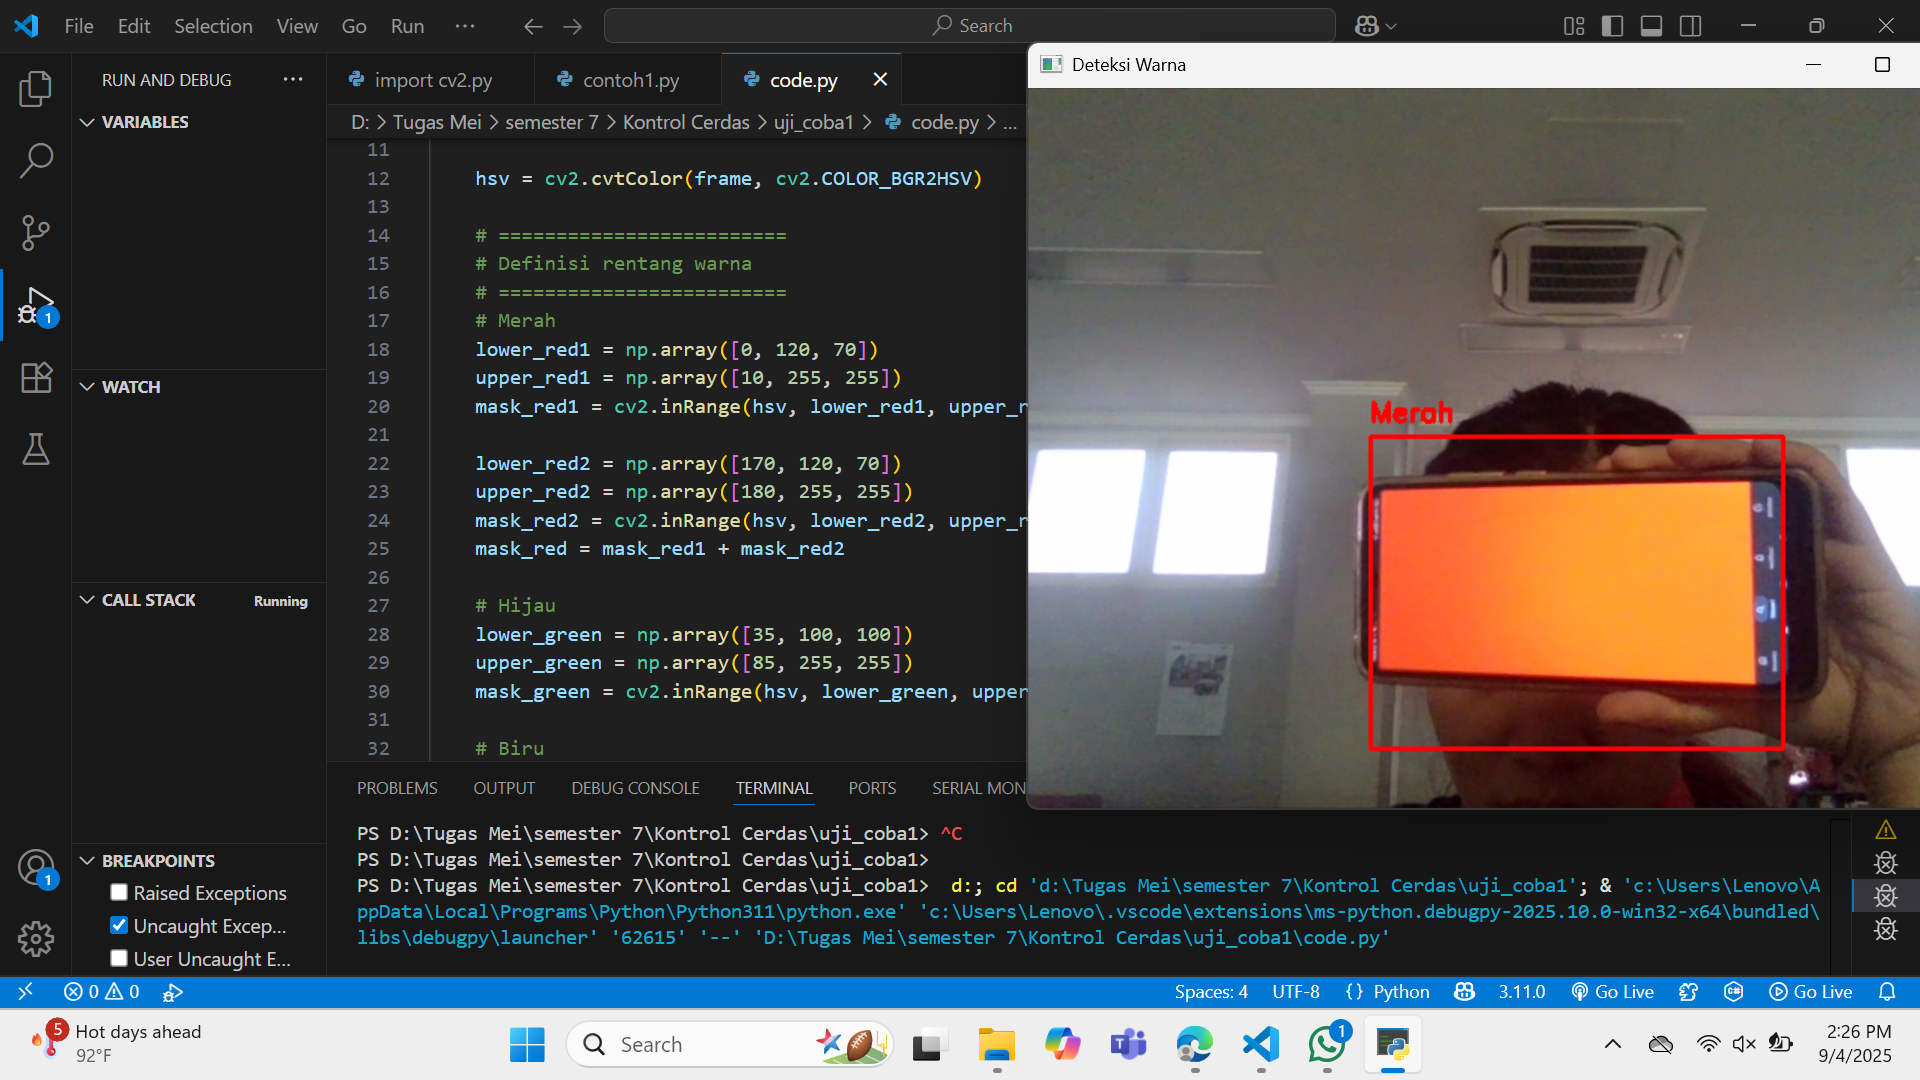 File Edit Selection View Go Run ... Search
Deteksi Warna
RUN AND DEBUG ...
import cv2.py contoh1.py code.py
VARIABLES
D: > Tugas Mei > semester 7 > Kontrol Cerdas > uji_coba1 > code.py > ...
11
12 hsv = cv2.cvtColor(frame, cv2.COLOR_BGR2HSV)
13
14 # =========================
15 # Definisi rentang warna
16 # =========================
17 # Merah
18 lower_red1 = np.array([0, 120, 70])
19 upper_red1 = np.array([10, 255, 255])
20 mask_red1 = cv2.inRange(hsv, lower_red1, upper_r
21
22 lower_red2 = np.array([170, 120, 70])
23 upper_red2 = np.array([180, 255, 255])
24 mask_red2 = cv2.inRange(hsv, lower_red2, upper_r
25 mask_red = mask_red1 + mask_red2
26
27 # Hijau
28 lower_green = np.array([35, 100, 100])
29 upper_green = np.array([85, 255, 255])
30 mask_green = cv2.inRange(hsv, lower_green, upper
31
32 # Biru
Merah
WATCH
CALL STACK Running
BREAKPOINTS
Raised Exceptions
Uncaught Excep...
User Uncaught E...
1
1
PROBLEMS OUTPUT DEBUG CONSOLE TERMINAL PORTS SERIAL MON
PS D:\Tugas Mei\semester 7\Kontrol Cerdas\uji_coba1> ^C
PS D:\Tugas Mei\semester 7\Kontrol Cerdas\uji_coba1>
PS D:\Tugas Mei\semester 7\Kontrol Cerdas\uji_coba1> d:; cd 'd:\Tugas Mei\semester 7\Kontrol Cerdas\uji_coba1'; & 'c:\Users\Lenovo\A
ppData\Local\Programs\Python\Python311\python.exe' 'c:\Users\Lenovo\.vscode\extensions\ms-python.debugpy-2025.10.0-win32-x64\bundled\
libs\debugpy\launcher' '62615' '--' 'D:\Tugas Mei\semester 7\Kontrol Cerdas\uji_coba1\code.py'
0 0 Spaces: 4 UTF-8 {} Python 3.11.0 Go Live Go Live
5 Hot days ahead
92°F
Search
1
2:26 PM
9/4/2025